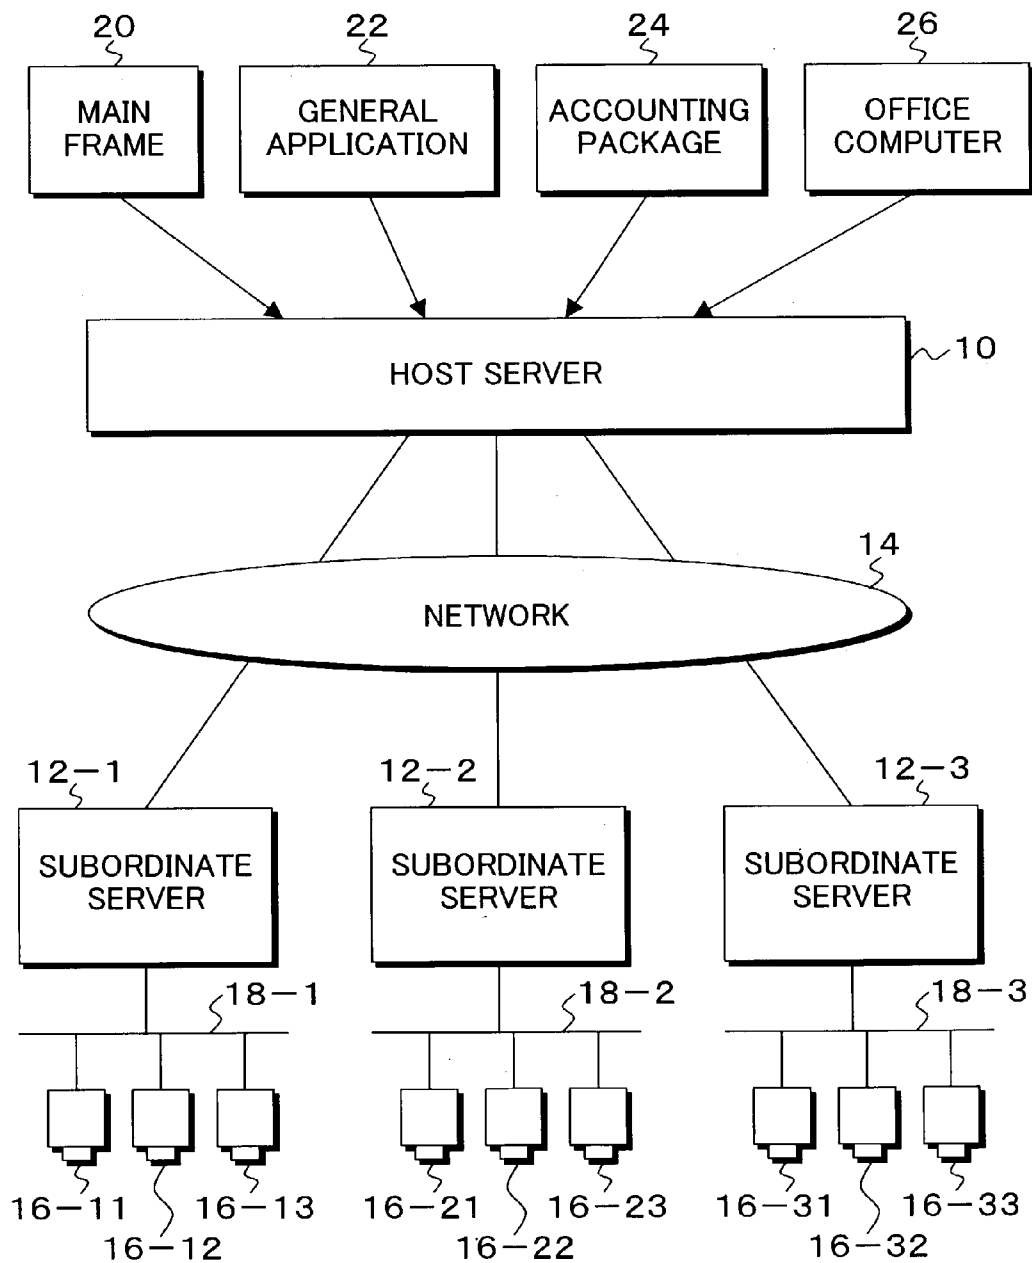 20
22
24
26
MAIN
FRAME
GENERAL
APPLICATION
ACCOUNTING
PACKAGE
OFFICE
COMPUTER
HOST SERVER
10
14
NETWORK
12-1
12-2
12-3
SUBORDINATE
SERVER
SUBORDINATE
SERVER
SUBORDINATE
SERVER
18-1
18-2
18-3
16-11
16-12
16-13
16-21
16-22
16-23
16-31
16-32
16-33